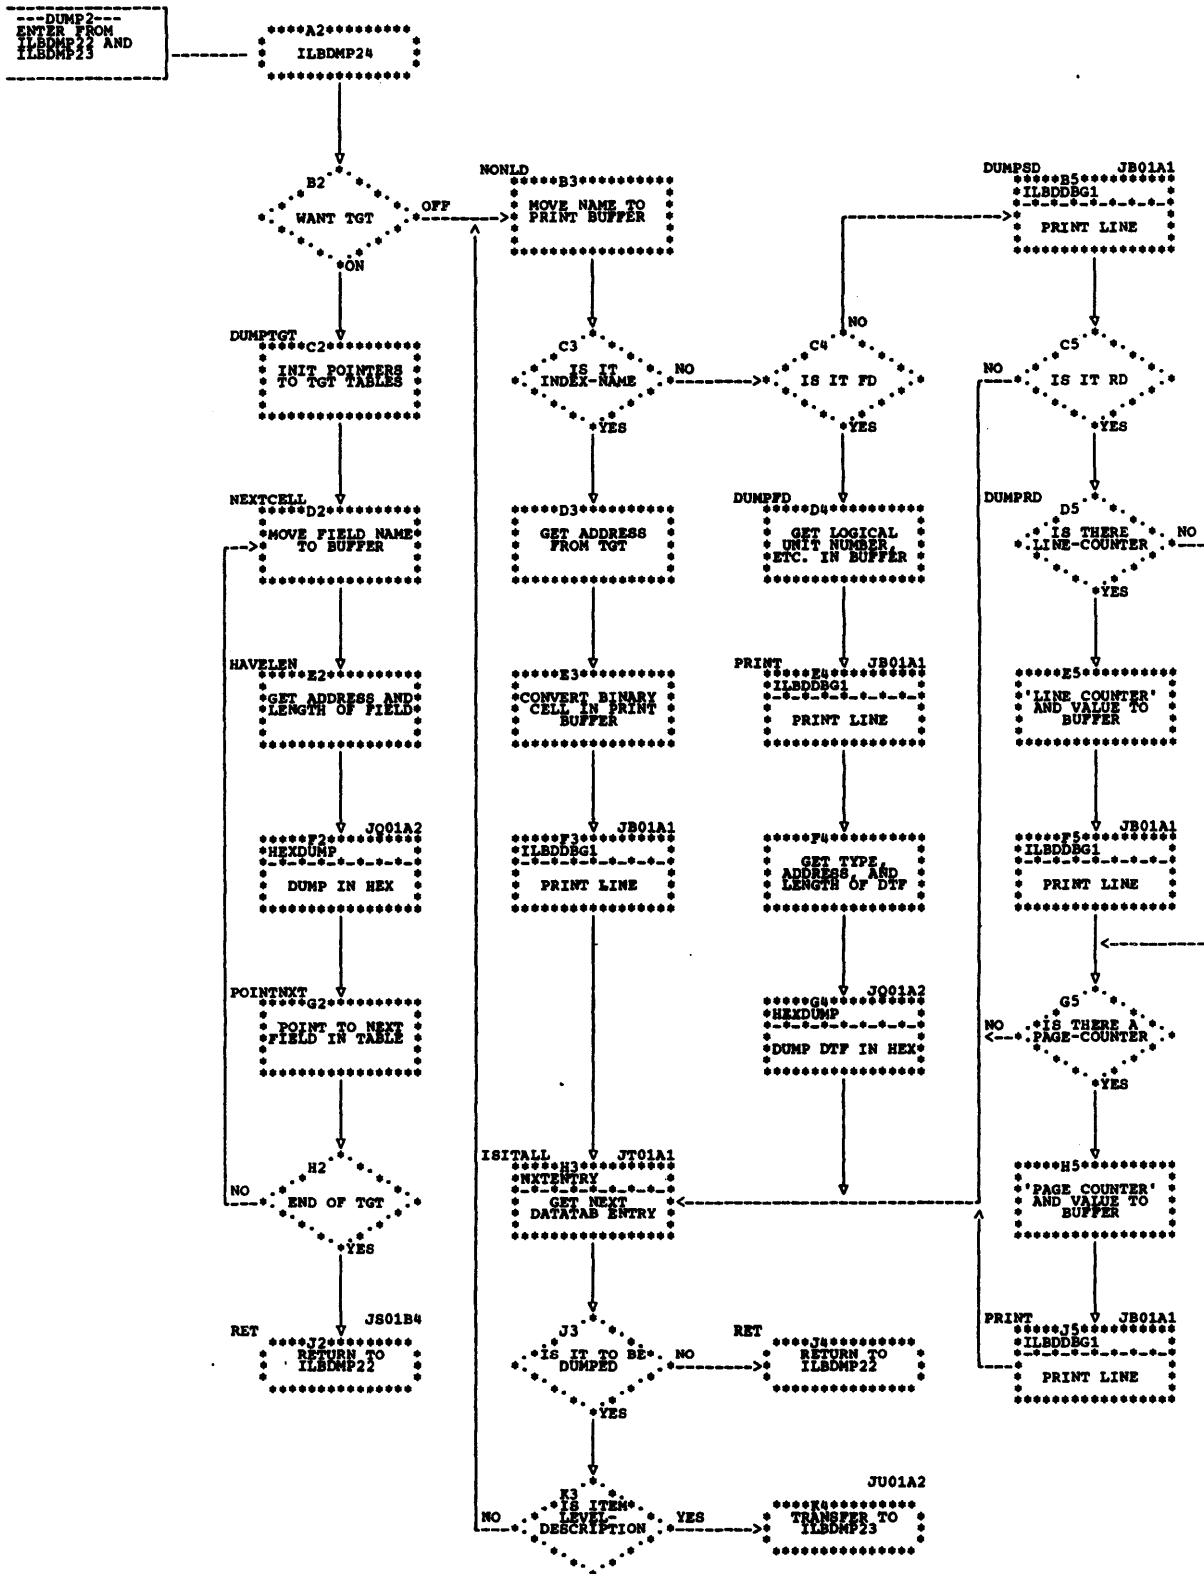 ---DUMP2---
ENTER FROM
ILBDMP22 AND
ILBDMP23
A2
ILBDMP24
B2
WANT TGT
OFF
ON
DUMPTGT
C2
INIT POINTERS
TO TGT TABLES
NEXTCELL
D2
MOVE FIELD NAME
TO BUFFER
HAVELEN
E2
GET ADDRESS AND
LENGTH OF FIELD
JQ01A2
F2
HEXDUMP
DUMP IN HEX
POINTNXT
G2
POINT TO NEXT
FIELD IN TABLE
H2
NO
END OF TGT
YES
JS01B4
RET
J2
RETURN TO
ILBDMP22
NONLD
B3
MOVE NAME TO
PRINT BUFFER
C3
IS IT
INDEX-NAME
NO
YES
D3
GET ADDRESS
FROM TGT
E3
CONVERT BINARY
CELL IN PRINT
BUFFER
JB01A1
F3
ILBDDBG1
PRINT LINE
ISITALL
JT01A1
H3
NXTENTRY
GET NEXT
DATATAB ENTRY
J3
IS IT TO BE
DUMPED
NO
YES
K3
IS ITEM
LEVEL-
DESCRIPTION
NO
YES
NO
C4
IS IT FD
YES
DUMPFD
D4
GET LOGICAL
UNIT NUMBER,
ETC. IN BUFFER
PRINT
JB01A1
E4
ILBDDBG1
PRINT LINE
F4
GET TYPE,
ADDRESS, AND
LENGTH OF DTF
JQ01A2
G4
HEXDUMP
DUMP DTF IN HEX
RET
J4
RETURN TO
ILBDMP22
JU01A2
K4
TRANSFER TO
ILBDMP23
DUMPSD
JB01A1
B5
ILBDDBG1
PRINT LINE
C5
NO
IS IT RD
YES
DUMPRD
D5
IS THERE
LINE-COUNTER
NO
YES
E5
'LINE COUNTER'
AND VALUE TO
BUFFER
JB01A1
F5
ILBDDBG1
PRINT LINE
G5
NO
IS THERE A
PAGE-COUNTER
YES
H5
'PAGE COUNTER'
AND VALUE TO
BUFFER
PRINT
JB01A1
J5
ILBDDBG1
PRINT LINE